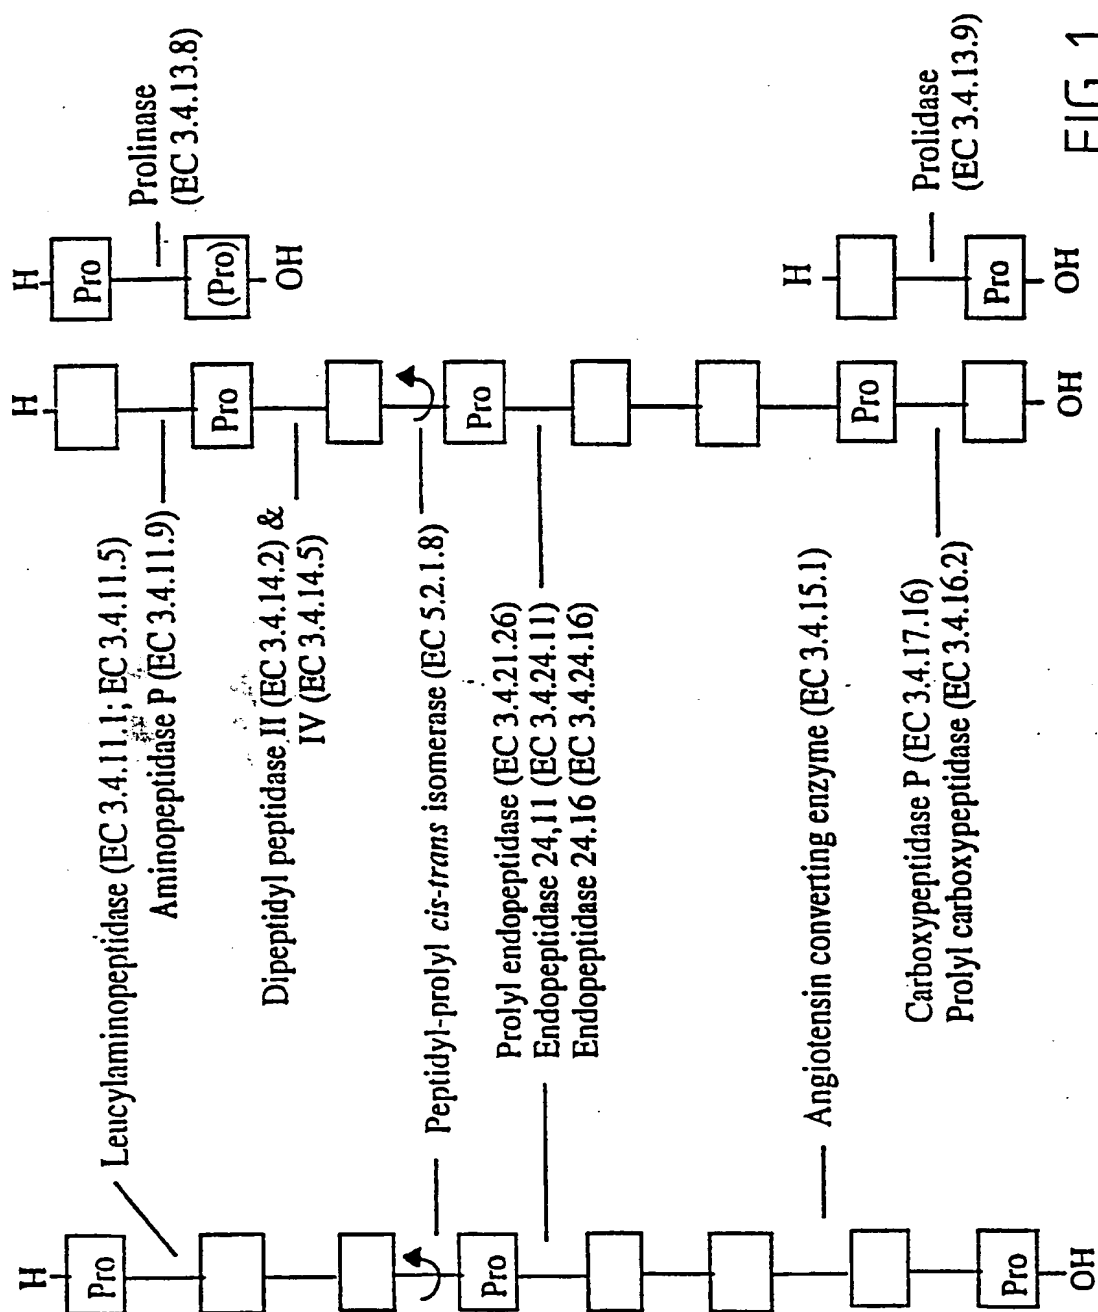 H
Pro
Pro
Pro
OH
Leucylaminopeptidase (EC 3.4.11.1; EC 3.4.11.5)
Aminopeptidase P (EC 3.4.11.9)
Dipeptidyl peptidase II (EC 3.4.14.2) &
IV (EC 3.4.14.5)
Peptidyl-prolyl cis-trans isomerase (EC 5.2.1.8)
Prolyl endopeptidase (EC 3.4.21.26)
Endopeptidase 24,11 (EC 3.4.24.11)
Endopeptidase 24.16 (EC 3.4.24.16)
Angiotensin converting enzyme (EC 3.4.15.1)
Carboxypeptidase P (EC 3.4.17.16)
Prolyl carboxypeptidase (EC 3.4.16.2)
H
Pro
Pro
Pro
OH
H
Pro
(Pro)
OH
Prolinase
(EC 3.4.13.8)
H
Pro
OH
Prolidase
(EC 3.4.13.9)
FIG. 1